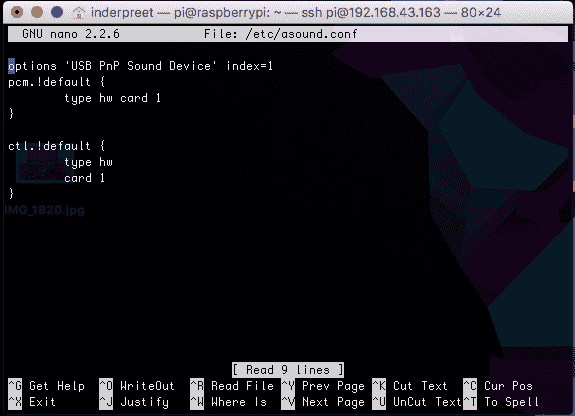 inderpreet — pi@raspberrypi: ~ — ssh pi@192.168.43.163 — 80×24
GNU nano 2.2.6 File: /etc/asound.conf
options 'USB PnP Sound Device' index=1
pcm.!default {
type hw card 1
}
ctl.!default {
type hw
card 1
}
IMG_1820.jpg
[ Read 9 lines ]
^G Get Help ^O WriteOut ^R Read File ^Y Prev Page ^K Cut Text ^C Cur Pos
^X Exit ^J Justify ^W Where Is ^V Next Page ^U UnCut Text ^T To Spell